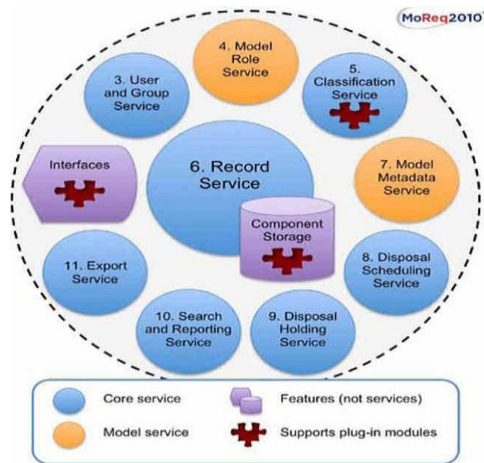 MoReq2010
4. Model
Role
Service
3. User
and Group
Service
5.
Classification
Service
Interfaces
6. Record
Service
7. Model
Metadata
Service
Component
Storage
11. Export
Service
8. Disposal
Scheduling
Service
10. Search
and Reporting
Service
9. Disposal
Holding
Service
Core service
Features (not services)
Model service
Supports plug-in modules